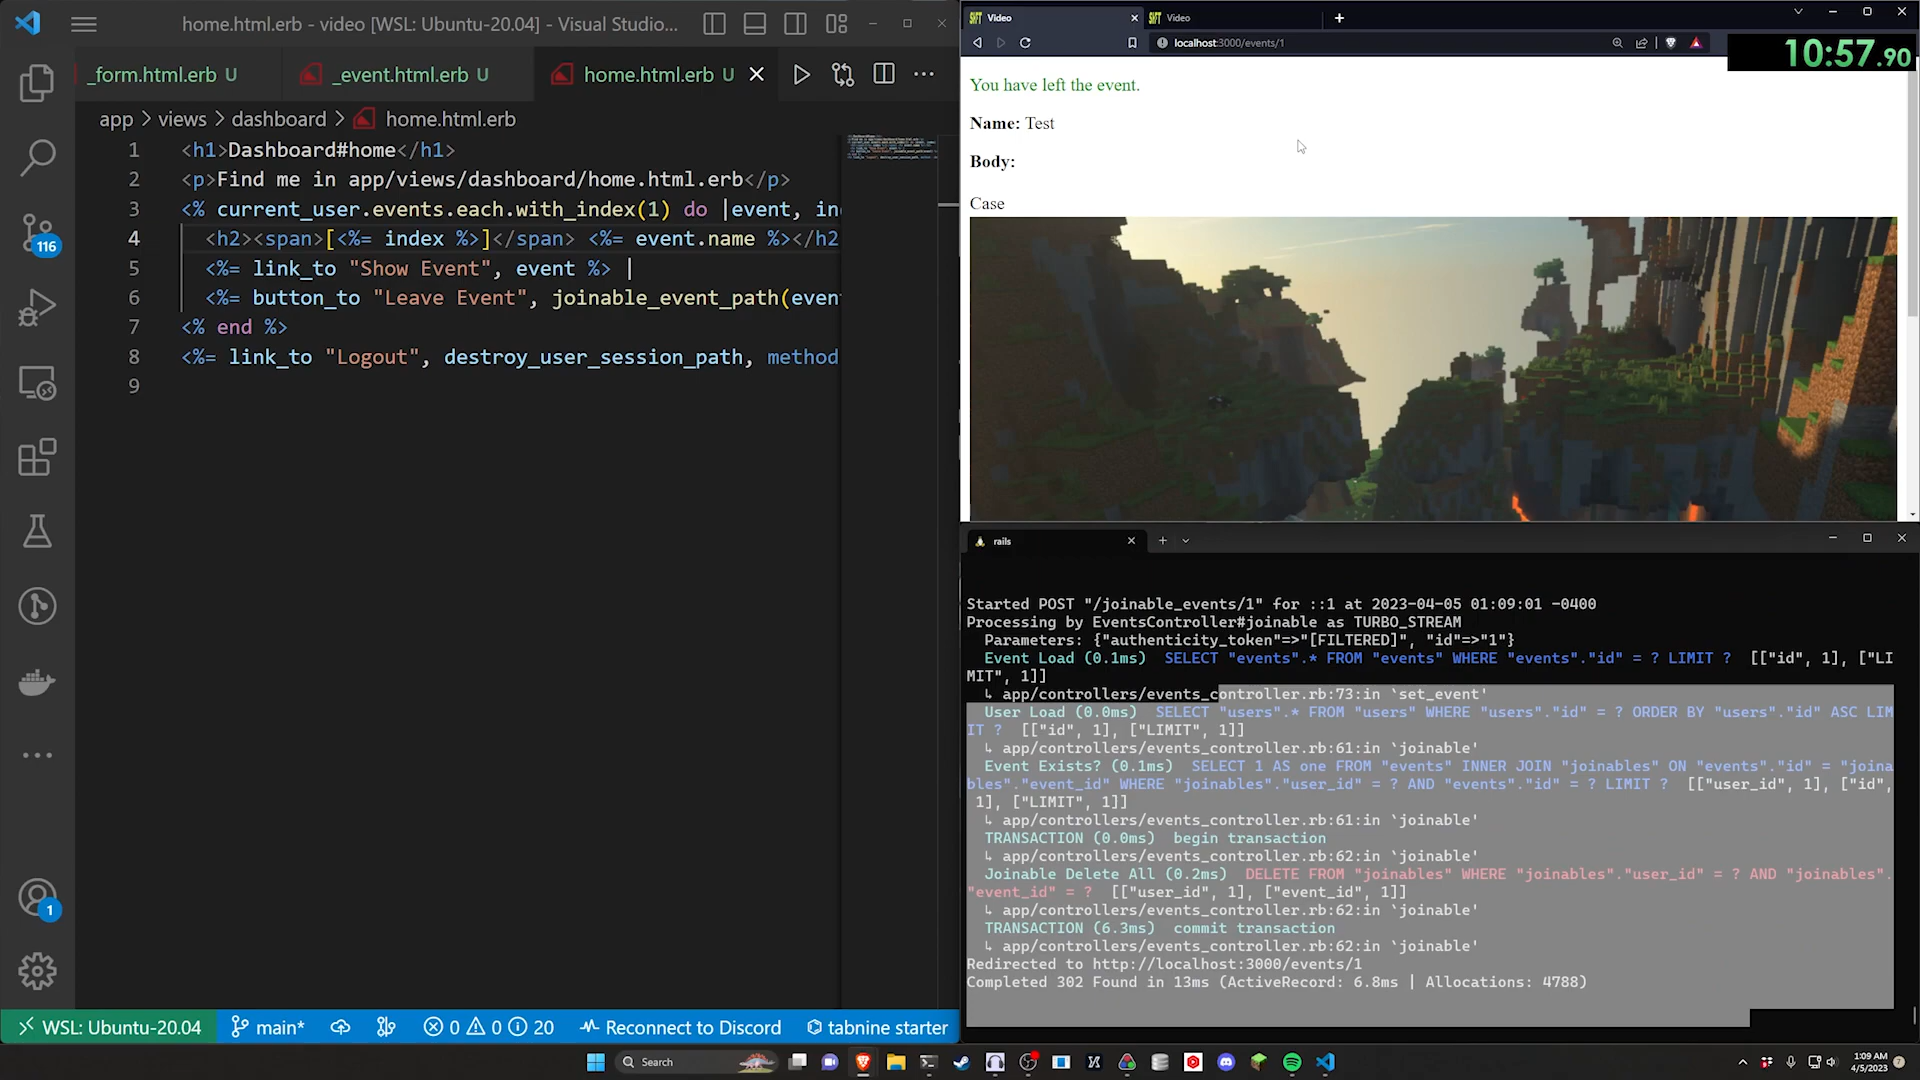 home.html.erb - video [WSL: Ubuntu-20.04] - Visual Studio...
_form.html.erb U
_event.html.erb U
home.html.erb U
app > views > dashboard > home.html.erb
1 <h1>Dashboard#home</h1>
2 <p>Find me in app/views/dashboard/home.html.erb</p>
3 <% current_user.events.each.with_index(1) do |event, in
4 <h2><span>[<%= index %>]</span> <%= event.name %></h2
5 <%= link_to "Show Event", event %> |
6 <%= button_to "Leave Event", joinable_event_path(even
7 <% end %>
8 <%= link_to "Logout", destroy_user_session_path, method
9
116
1
WSL: Ubuntu-20.04 main* 0 0 20 Reconnect to Discord tabnine starter
Video
Video
localhost:3000/events/1
10:57.90
You have left the event.
Name: Test
Body:
Case
rails
Started POST "/joinable_events/1" for ::1 at 2023-04-05 01:09:01 -0400
Processing by EventsController#joinable as TURBO_STREAM
Parameters: {"authenticity_token"=>"[FILTERED]", "id"=>"1"}
Event Load (0.1ms) SELECT "events".* FROM "events" WHERE "events"."id" = ? LIMIT ? [["id", 1], ["LI
MIT", 1]]
↳ app/controllers/events_controller.rb:73:in `set_event'
User Load (0.0ms) SELECT "users".* FROM "users" WHERE "users"."id" = ? ORDER BY "users"."id" ASC LIM
IT ? [["id", 1], ["LIMIT", 1]]
↳ app/controllers/events_controller.rb:61:in `joinable'
Event Exists? (0.1ms) SELECT 1 AS one FROM "events" INNER JOIN "joinables" ON "events"."id" = "joina
bles"."event_id" WHERE "joinables"."user_id" = ? AND "events"."id" = ? LIMIT ? [["user_id", 1], ["id",
1], ["LIMIT", 1]]
↳ app/controllers/events_controller.rb:61:in `joinable'
TRANSACTION (0.0ms) begin transaction
↳ app/controllers/events_controller.rb:62:in `joinable'
Joinable Delete All (0.2ms) DELETE FROM "joinables" WHERE "joinables"."user_id" = ? AND "joinables".
"event_id" = ? [["user_id", 1], ["event_id", 1]]
↳ app/controllers/events_controller.rb:62:in `joinable'
TRANSACTION (6.3ms) commit transaction
↳ app/controllers/events_controller.rb:62:in `joinable'
Redirected to http://localhost:3000/events/1
Completed 302 Found in 13ms (ActiveRecord: 6.8ms | Allocations: 4788)
Search
1:09 AM
4/5/2023